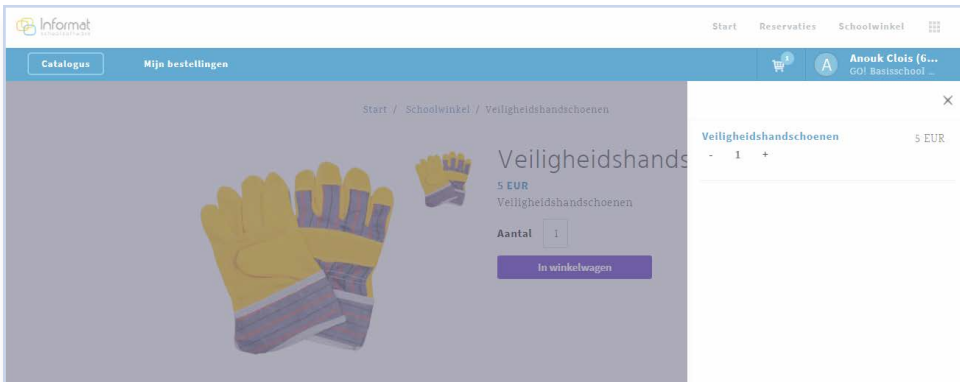 Informat
Start Reservaties Schoolwinkel
Catalogus Mijn bestellingen 1 A Anouk Clois (6...
GO! Basisschool ...
Start / Schoolwinkel / Veiligheidshandschoenen
Veiligheidshandschoenen 5 EUR
- 1 +
Veiligheidshands
5 EUR
Veiligheidshandschoenen
Aantal 1
In winkelwagen